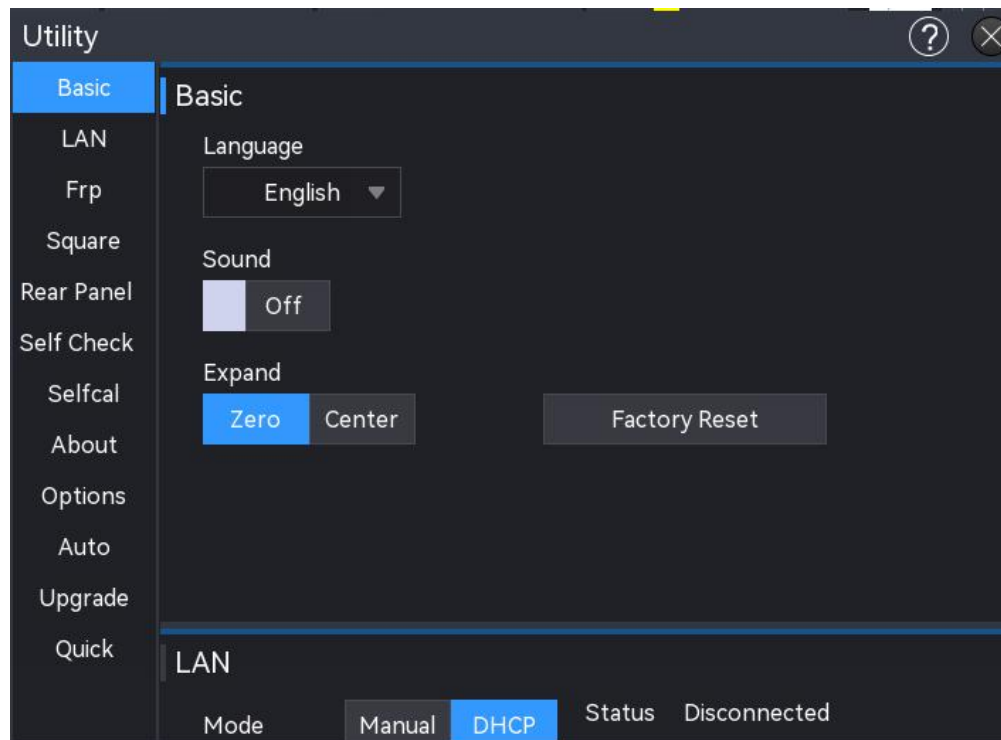 Utility
?
Basic
LAN
Frp
Square
Rear Panel
Self Check
Selfcal
About
Options
Auto
Upgrade
Quick
Basic
Language
English
Sound
Off
Expand
Zero Center Factory Reset
LAN
Mode Manual DHCP Status Disconnected